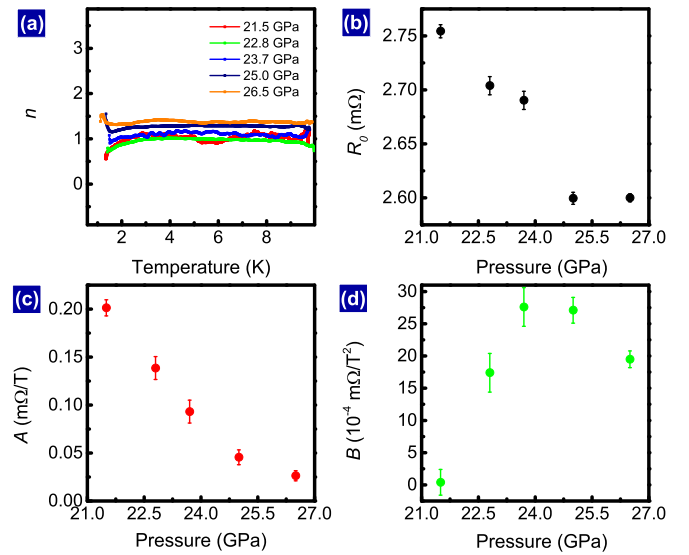 (a)
21.5 GPa
22.8 GPa
23.7 GPa
25.0 GPa
26.5 GPa
3
2
1
0
n
2 4 6 8
Temperature (K)
(b)
2.75
2.70
2.65
2.60
R0 (mΩ)
21.0 22.5 24.0 25.5 27.0
Pressure (GPa)
(c)
0.20
0.15
0.10
0.05
0.00
A (mΩ/T)
21.0 22.5 24.0 25.5 27.0
Pressure (GPa)
(d)
30
25
20
15
10
5
0
B (10⁻⁴ mΩ/T²)
21.0 22.5 24.0 25.5 27.0
Pressure (GPa)